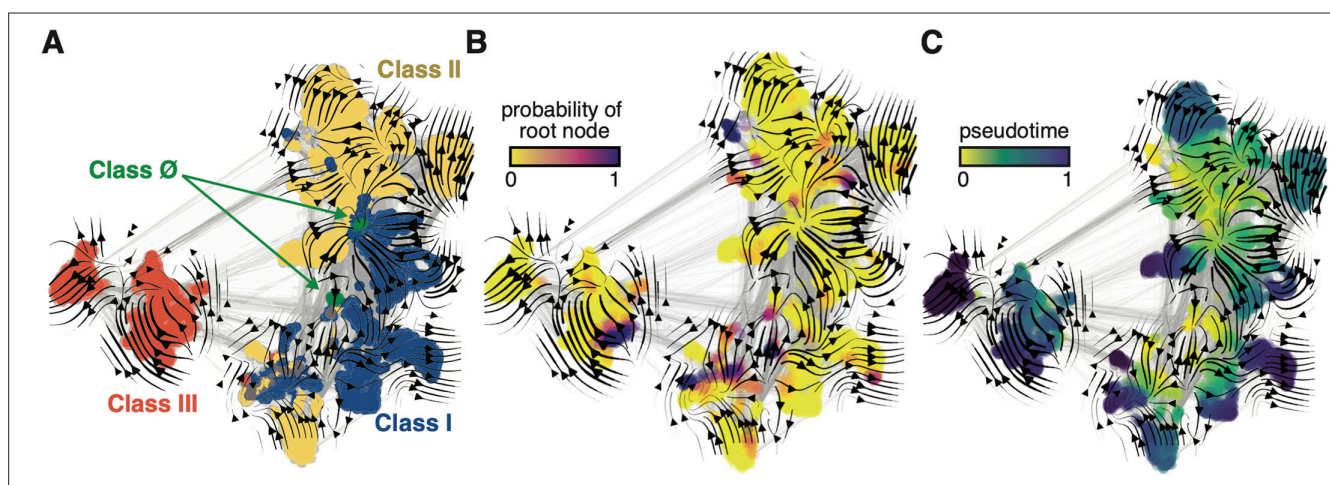 A
Class II
Class Ø
Class III
Class I
B
probability of
root node
0 1
C
pseudotime
0 1